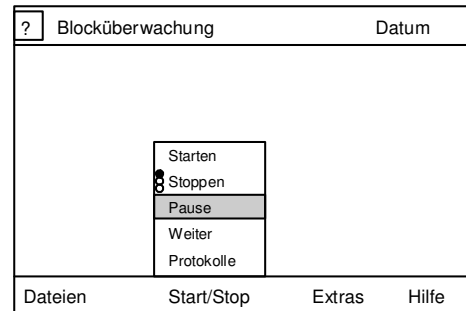 ? Blocküberwachung Datum
Starten
Stoppen
Pause
Weiter
Protokolle
Dateien Start/Stop Extras Hilfe